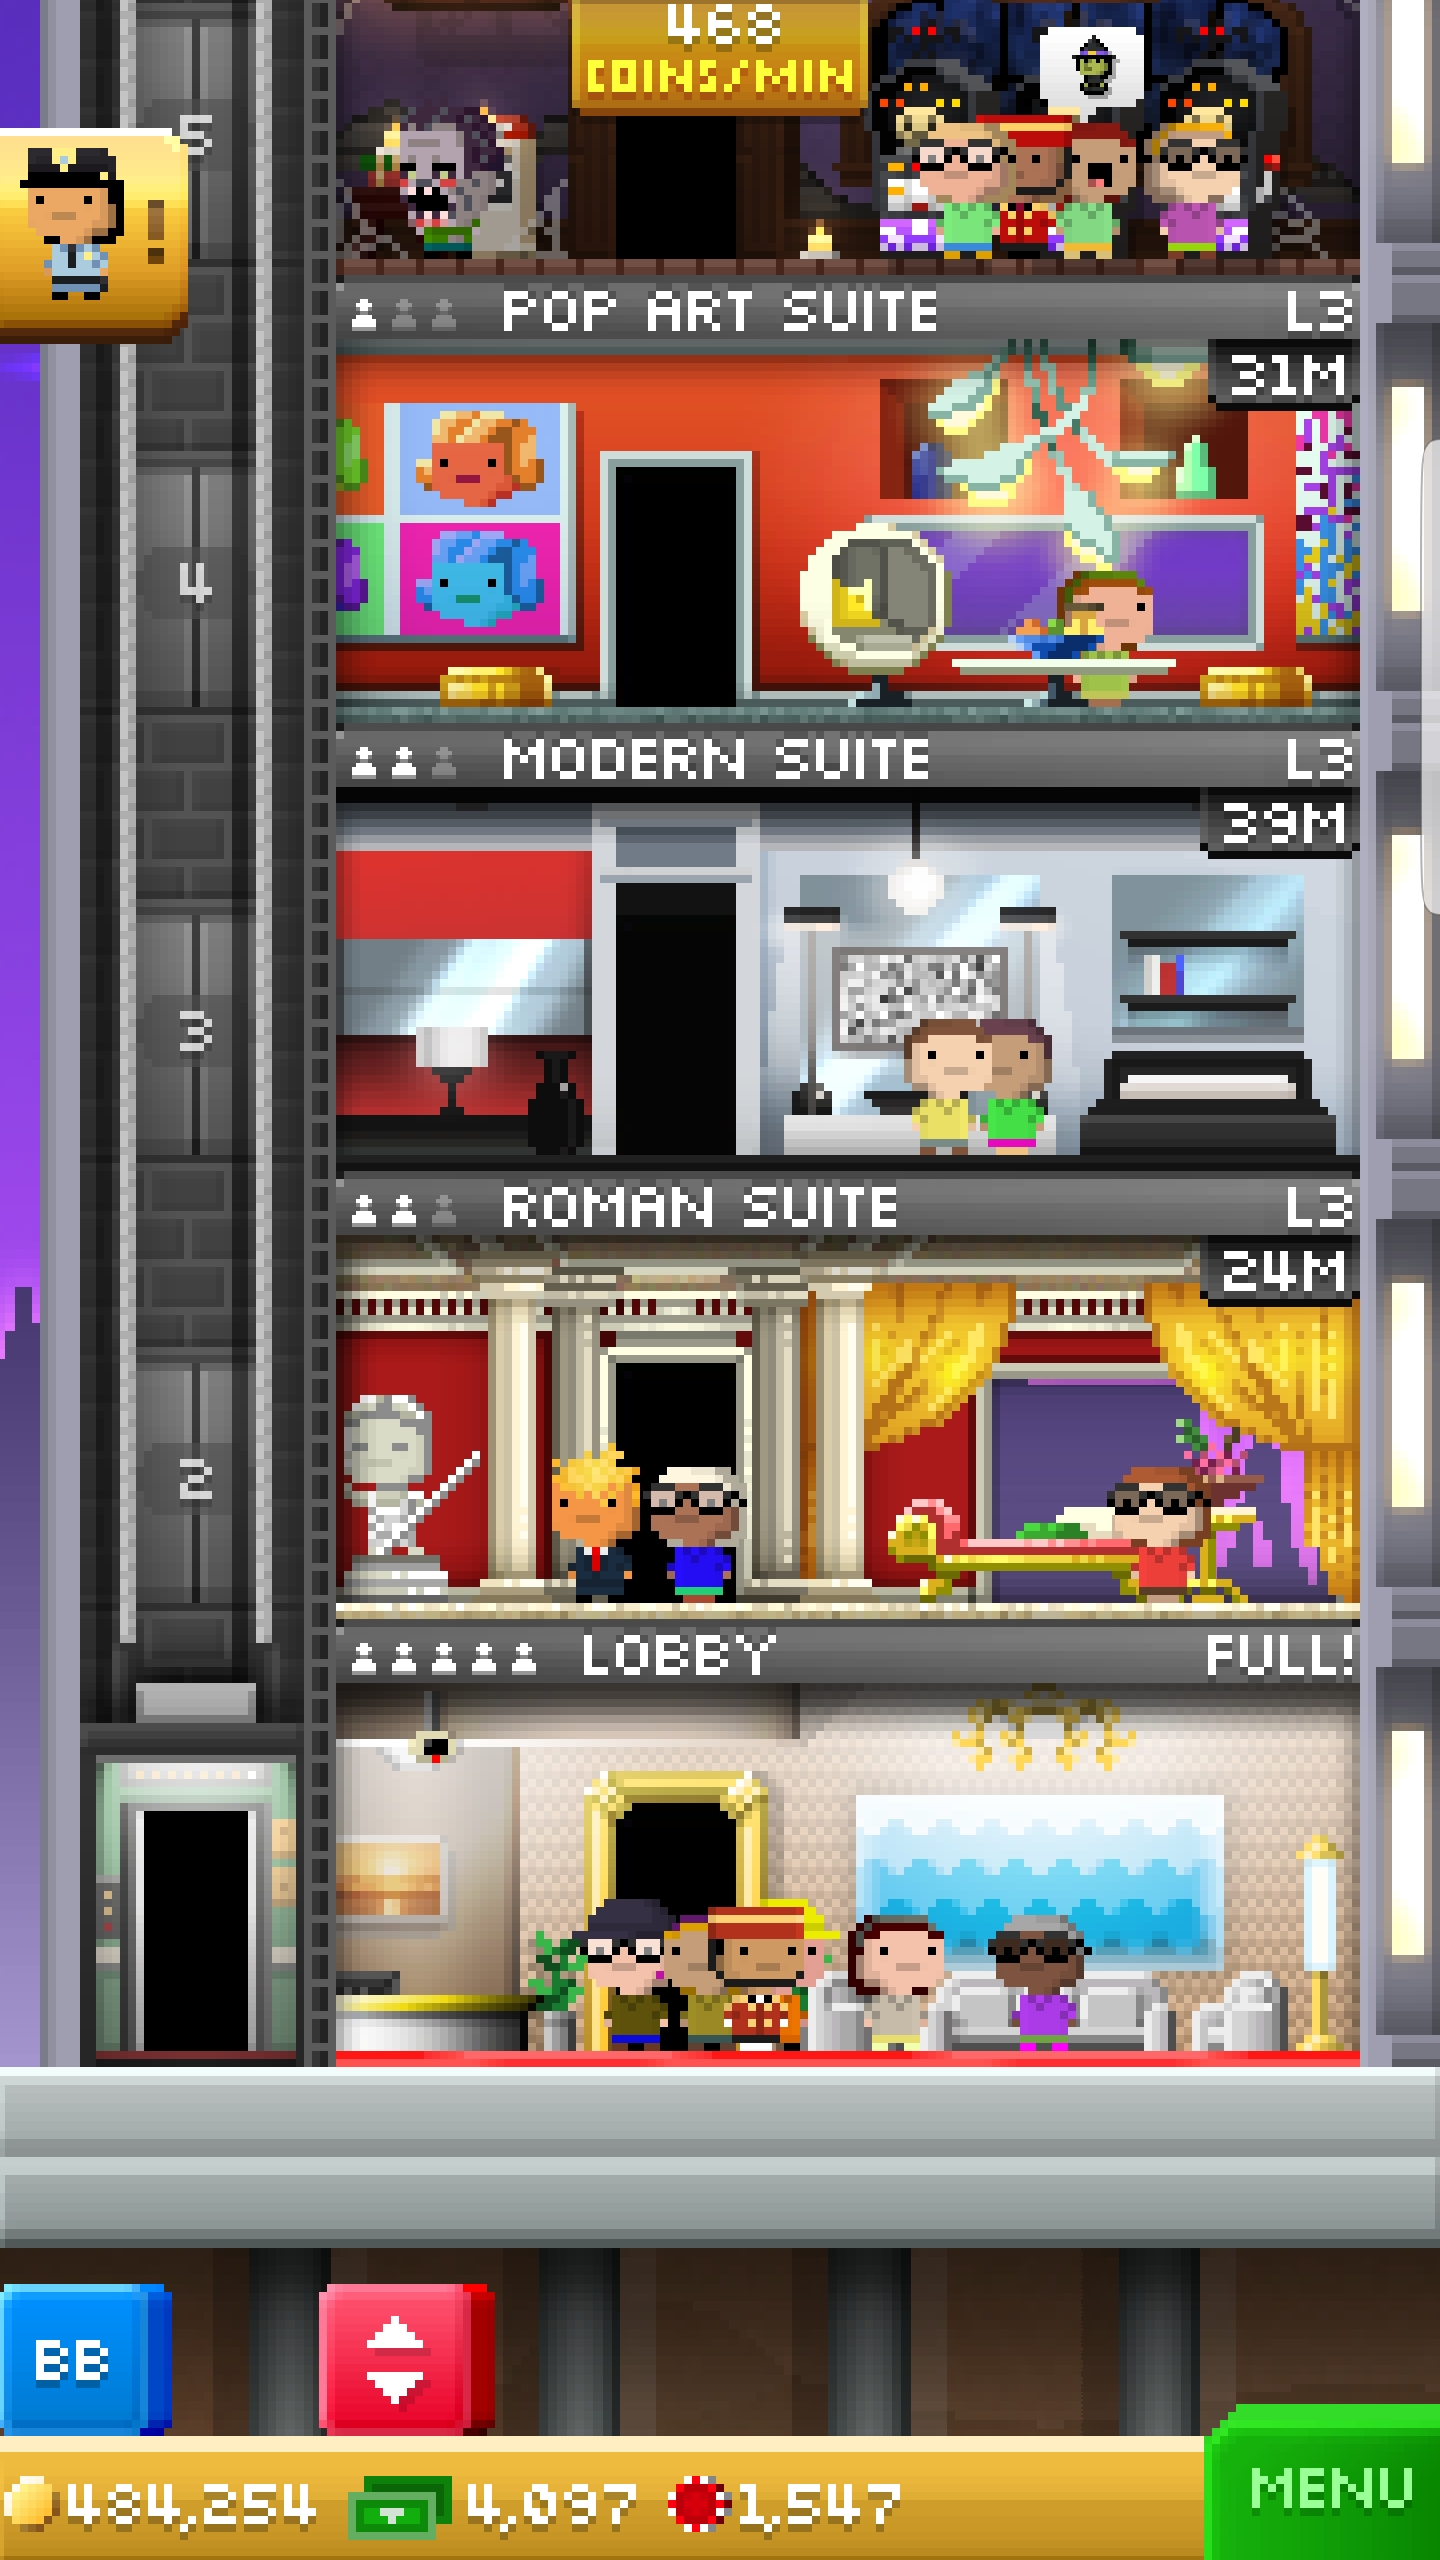 468
COINS/MIN
5
!
POP ART SUITE L3
31M
4
MODERN SUITE L3
39M
3
ROMAN SUITE L3
24M
2
LOBBY FULL!
BB
MENU
484,254 4,097 1,547